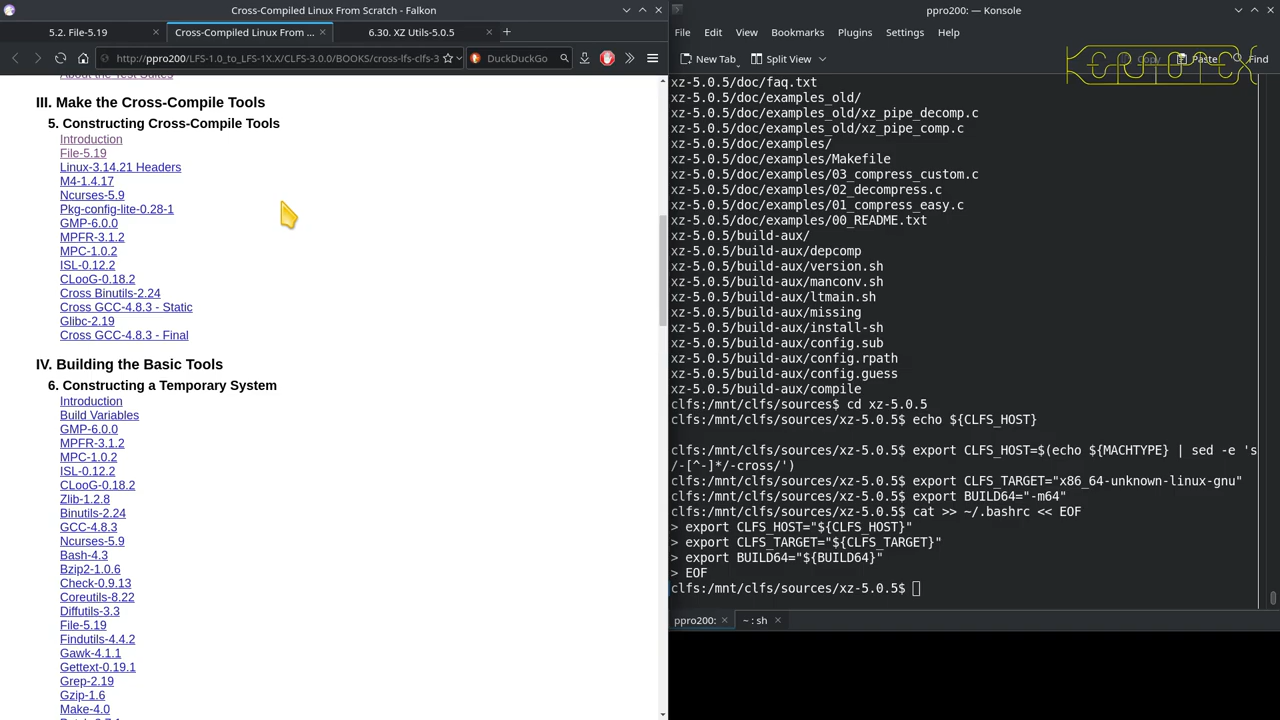 Cross-Compiled Linux From Scratch - Falkon
5.2. File-5.19
Cross-Compiled Linux From ...
6.30. XZ Utils-5.0.5
http://ppro200/LFS-1.0_to_LFS-1X.X/CLFS-3.0.0/BOOKS/cross-lfs-clfs-3
DuckDuckGo
About the Test Suites
III. Make the Cross-Compile Tools
5. Constructing Cross-Compile Tools
Introduction
File-5.19
Linux-3.14.21 Headers
M4-1.4.17
Ncurses-5.9
Pkg-config-lite-0.28-1
GMP-6.0.0
MPFR-3.1.2
MPC-1.0.2
ISL-0.12.2
CLooG-0.18.2
Cross Binutils-2.24
Cross GCC-4.8.3 - Static
Glibc-2.19
Cross GCC-4.8.3 - Final
IV. Building the Basic Tools
6. Constructing a Temporary System
Introduction
Build Variables
GMP-6.0.0
MPFR-3.1.2
MPC-1.0.2
ISL-0.12.2
CLooG-0.18.2
Zlib-1.2.8
Binutils-2.24
GCC-4.8.3
Ncurses-5.9
Bash-4.3
Bzip2-1.0.6
Check-0.9.13
Coreutils-8.22
Diffutils-3.3
File-5.19
Findutils-4.4.2
Gawk-4.1.1
Gettext-0.19.1
Grep-2.19
Gzip-1.6
Make-4.0
ppro200: — Konsole
File Edit View Bookmarks Plugins Settings Help
New Tab Split View Copy Paste Find
xz-5.0.5/doc/faq.txt
xz-5.0.5/doc/examples_old/
xz-5.0.5/doc/examples_old/xz_pipe_decomp.c
xz-5.0.5/doc/examples_old/xz_pipe_comp.c
xz-5.0.5/doc/examples/
xz-5.0.5/doc/examples/Makefile
xz-5.0.5/doc/examples/03_compress_custom.c
xz-5.0.5/doc/examples/02_decompress.c
xz-5.0.5/doc/examples/01_compress_easy.c
xz-5.0.5/doc/examples/00_README.txt
xz-5.0.5/build-aux/
xz-5.0.5/build-aux/depcomp
xz-5.0.5/build-aux/version.sh
xz-5.0.5/build-aux/manconv.sh
xz-5.0.5/build-aux/ltmain.sh
xz-5.0.5/build-aux/missing
xz-5.0.5/build-aux/install-sh
xz-5.0.5/build-aux/config.sub
xz-5.0.5/build-aux/config.rpath
xz-5.0.5/build-aux/config.guess
xz-5.0.5/build-aux/compile
clfs:/mnt/clfs/sources$ cd xz-5.0.5
clfs:/mnt/clfs/sources/xz-5.0.5$ echo ${CLFS_HOST}
clfs:/mnt/clfs/sources/xz-5.0.5$ export CLFS_HOST=$(echo ${MACHTYPE} | sed -e 's
/-[^-]*/-cross/')
clfs:/mnt/clfs/sources/xz-5.0.5$ export CLFS_TARGET="x86_64-unknown-linux-gnu"
clfs:/mnt/clfs/sources/xz-5.0.5$ export BUILD64="-m64"
clfs:/mnt/clfs/sources/xz-5.0.5$ cat >> ~/.bashrc << EOF
> export CLFS_HOST="${CLFS_HOST}"
> export CLFS_TARGET="${CLFS_TARGET}"
> export BUILD64="${BUILD64}"
> EOF
clfs:/mnt/clfs/sources/xz-5.0.5$
ppro200:
~ : sh